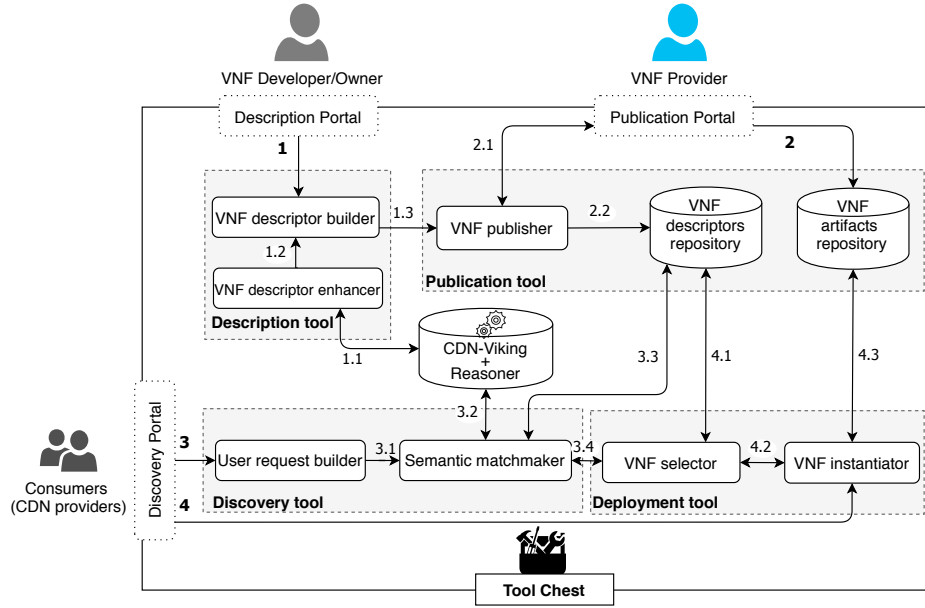 VNF Developer/Owner
VNF Provider
Description Portal
Publication Portal
1
2.1
2
VNF descriptor builder
1.3
VNF publisher
2.2
VNF
descriptors
repository
VNF
artifacts
repository
1.2
VNF descriptor enhancer
Description tool
Publication tool
1.1
CDN-Viking
+
Reasoner
3.3
4.1
4.3
3.2
Consumers
(CDN providers)
Discovery Portal
3
User request builder
3.1
Semantic matchmaker
3.4
VNF selector
4.2
VNF instantiator
4
Discovery tool
Deployment tool
Tool Chest